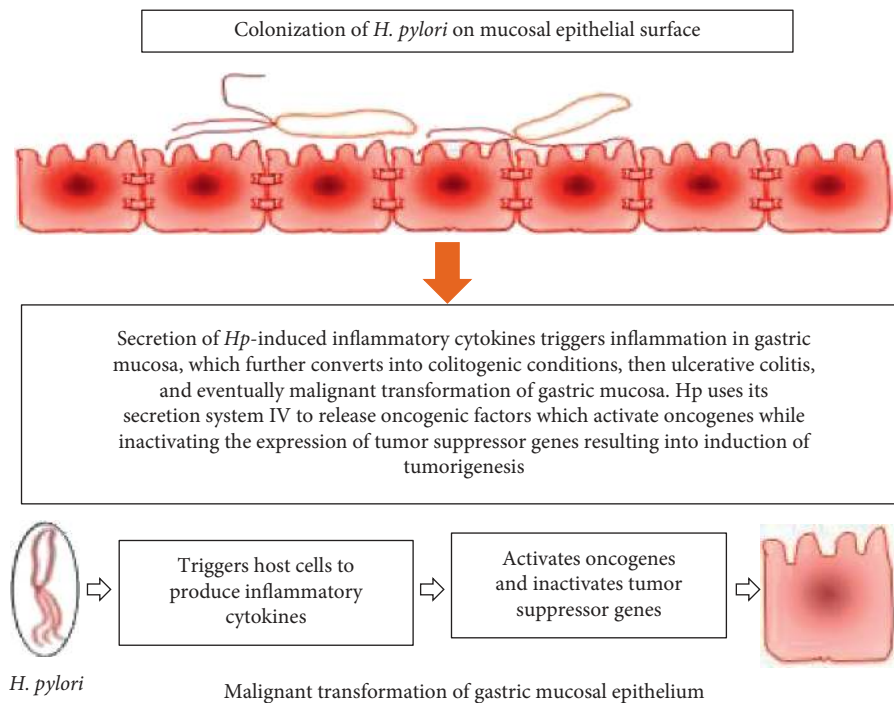 Colonization of H. pylori on mucosal epithelial surface
Secretion of Hp-induced inflammatory cytokines triggers inflammation in gastric
mucosa, which further converts into colitogenic conditions, then ulcerative colitis,
and eventually malignant transformation of gastric mucosa. Hp uses its
secretion system IV to release oncogenic factors which activate oncogenes while
inactivating the expression of tumor suppressor genes resulting into induction of
tumorigenesis
Triggers host cells to
produce inflammatory
cytokines
Activates oncogenes
and inactivates tumor
suppressor genes
H. pylori
Malignant transformation of gastric mucosal epithelium